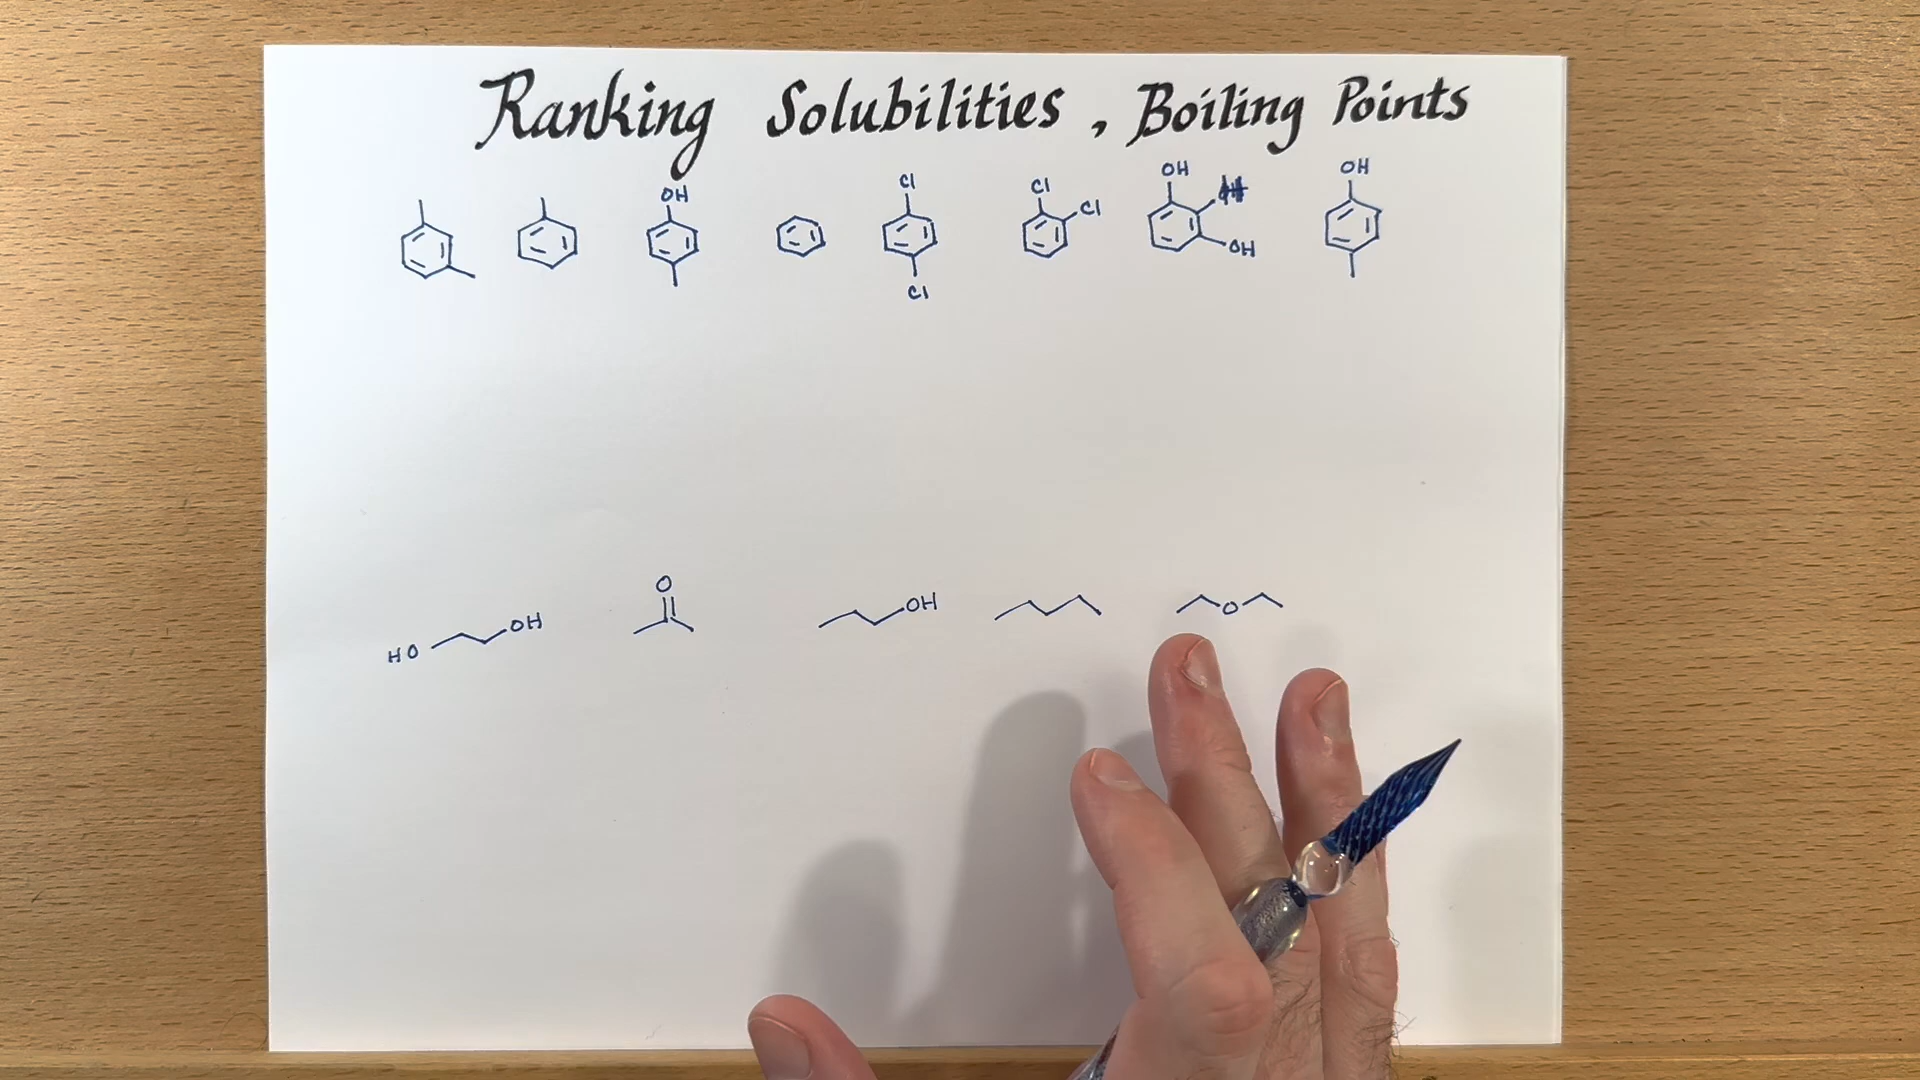 Ranking Solubilities, Boiling Points
OH Cl Cl Cl OH OH OH
Cl
HO OH O OH O